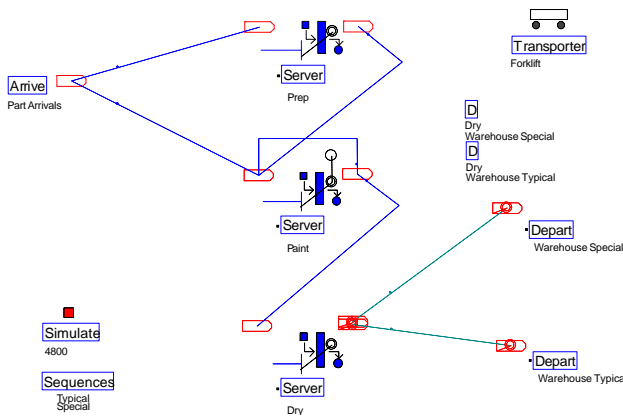 Transporter
Forklift
Server
Prep
Arrive
Part Arrivals
D
Dry
Warehouse Special
D
Dry
Warehouse Typical
Server
Paint
Depart
Warehouse Special
Simulate
4800
Depart
Warehouse Typical
Sequences
Typical
Special
Server
Dry